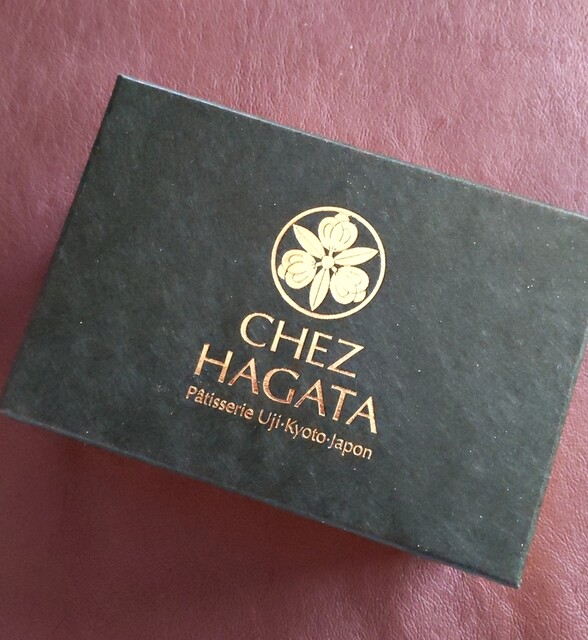 CHEZ
HAGATA
Pâtisserie Uji·Kyoto·Japon